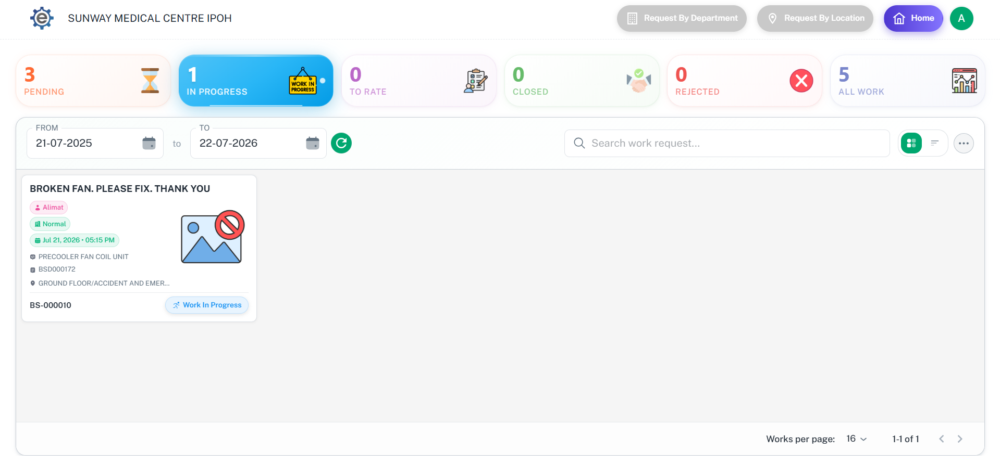 e
SUNWAY MEDICAL CENTRE IPOH
Request By Department
Request By Location
Home
A
3
PENDING
1
IN PROGRESS
WORK IN
PROGRESS
0
TO RATE
0
CLOSED
0
REJECTED
5
ALL WORK
FROM
21-07-2025
to
TO
22-07-2026
Search work request...
BROKEN FAN. PLEASE FIX. THANK YOU
Alimat
Normal
Jul 21, 2026 • 05:15 PM
PRECOOLER FAN COIL UNIT
BSD000172
GROUND FLOOR/ACCIDENT AND EMER...
BS-000010
Work In Progress
Works per page:
16
1-1 of 1